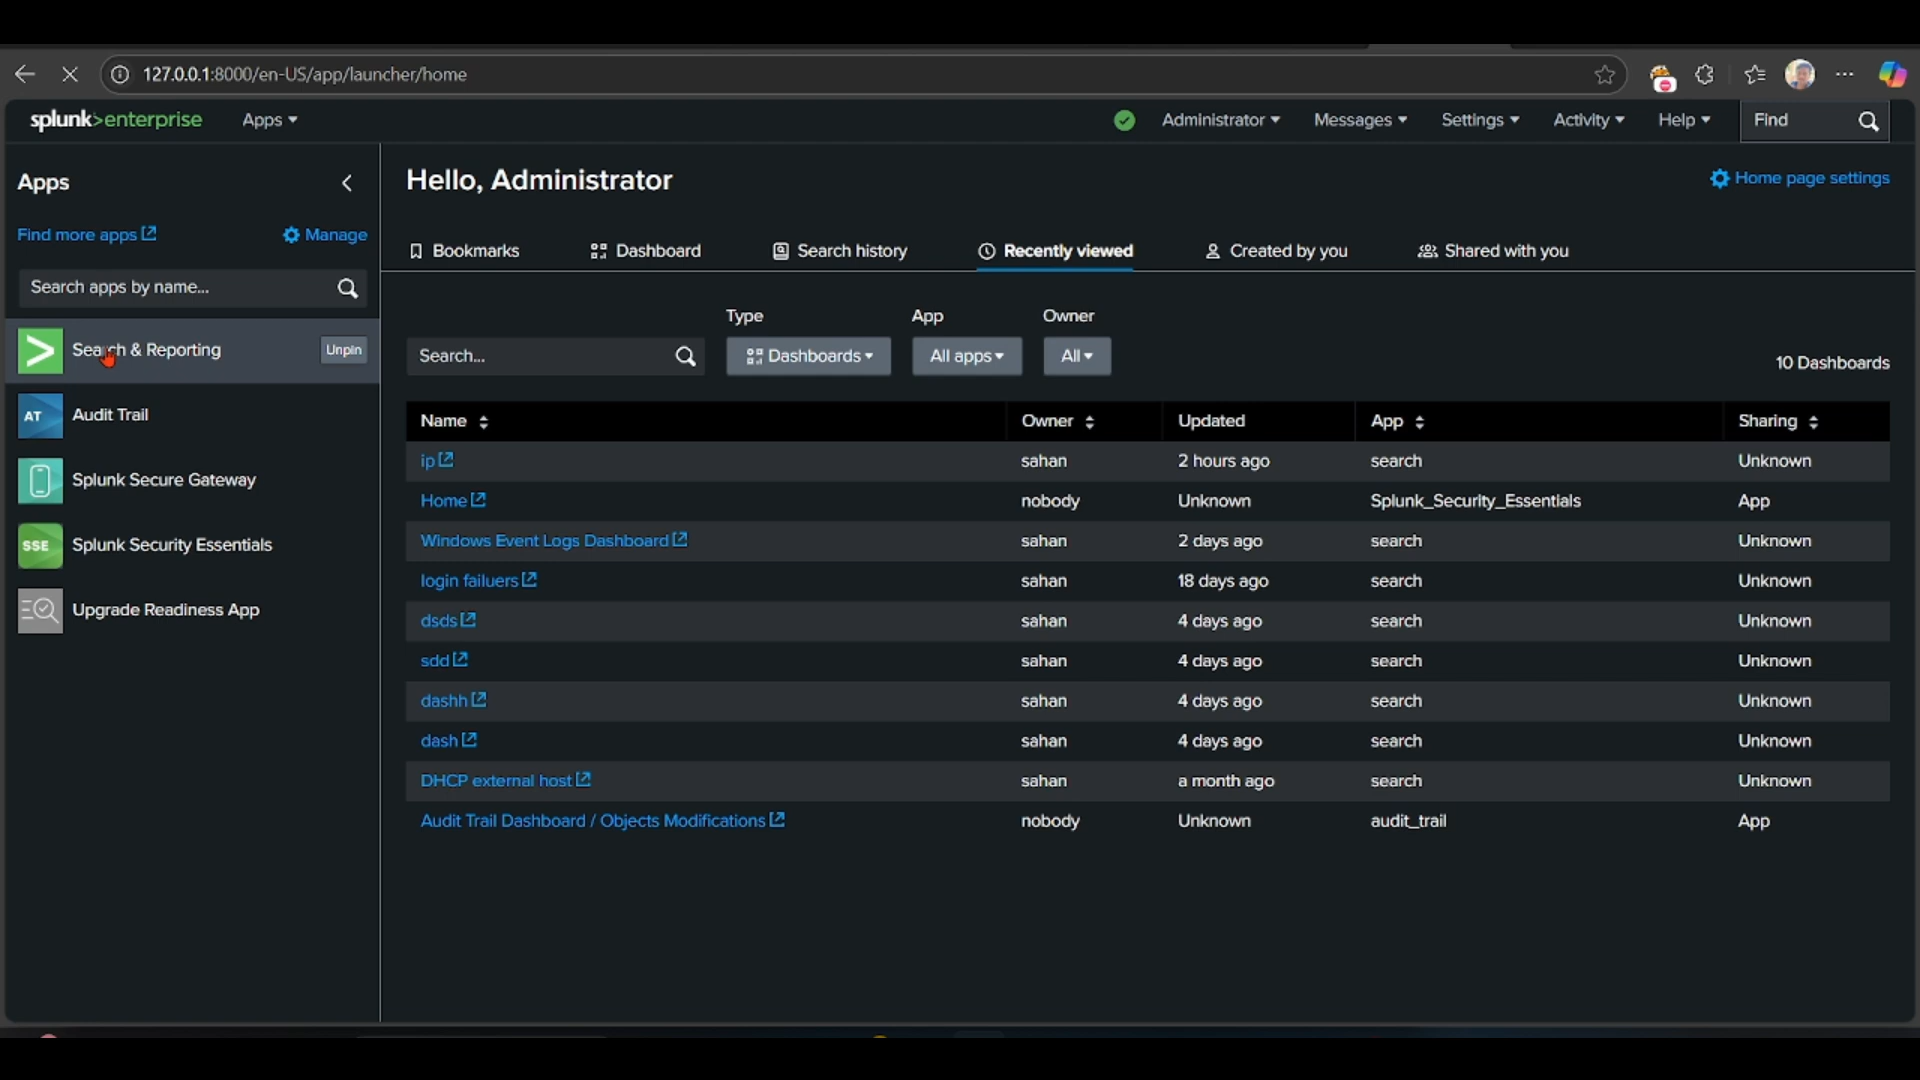 127.0.0.1:8000/en-US/app/launcher/home
splunk>enterprise Apps Administrator Messages Settings Activity Help Find
Apps
Find more apps Manage
Search apps by name...
Search & Reporting Unpin
AT Audit Trail
Splunk Secure Gateway
SSE Splunk Security Essentials
Upgrade Readiness App
Hello, Administrator Home page settings
Bookmarks Dashboard Search history Recently viewed Created by you Shared with you
Type App Owner
Search... Dashboards All apps All
10 Dashboards
Name Owner Updated App Sharing
ip sahan 2 hours ago search Unknown
Home nobody Unknown Splunk_Security_Essentials App
Windows Event Logs Dashboard sahan 2 days ago search Unknown
login failuers sahan 18 days ago search Unknown
dsds sahan 4 days ago search Unknown
sdd sahan 4 days ago search Unknown
dashh sahan 4 days ago search Unknown
dash sahan 4 days ago search Unknown
DHCP external host sahan a month ago search Unknown
Audit Trail Dashboard / Objects Modifications nobody Unknown audit_trail App